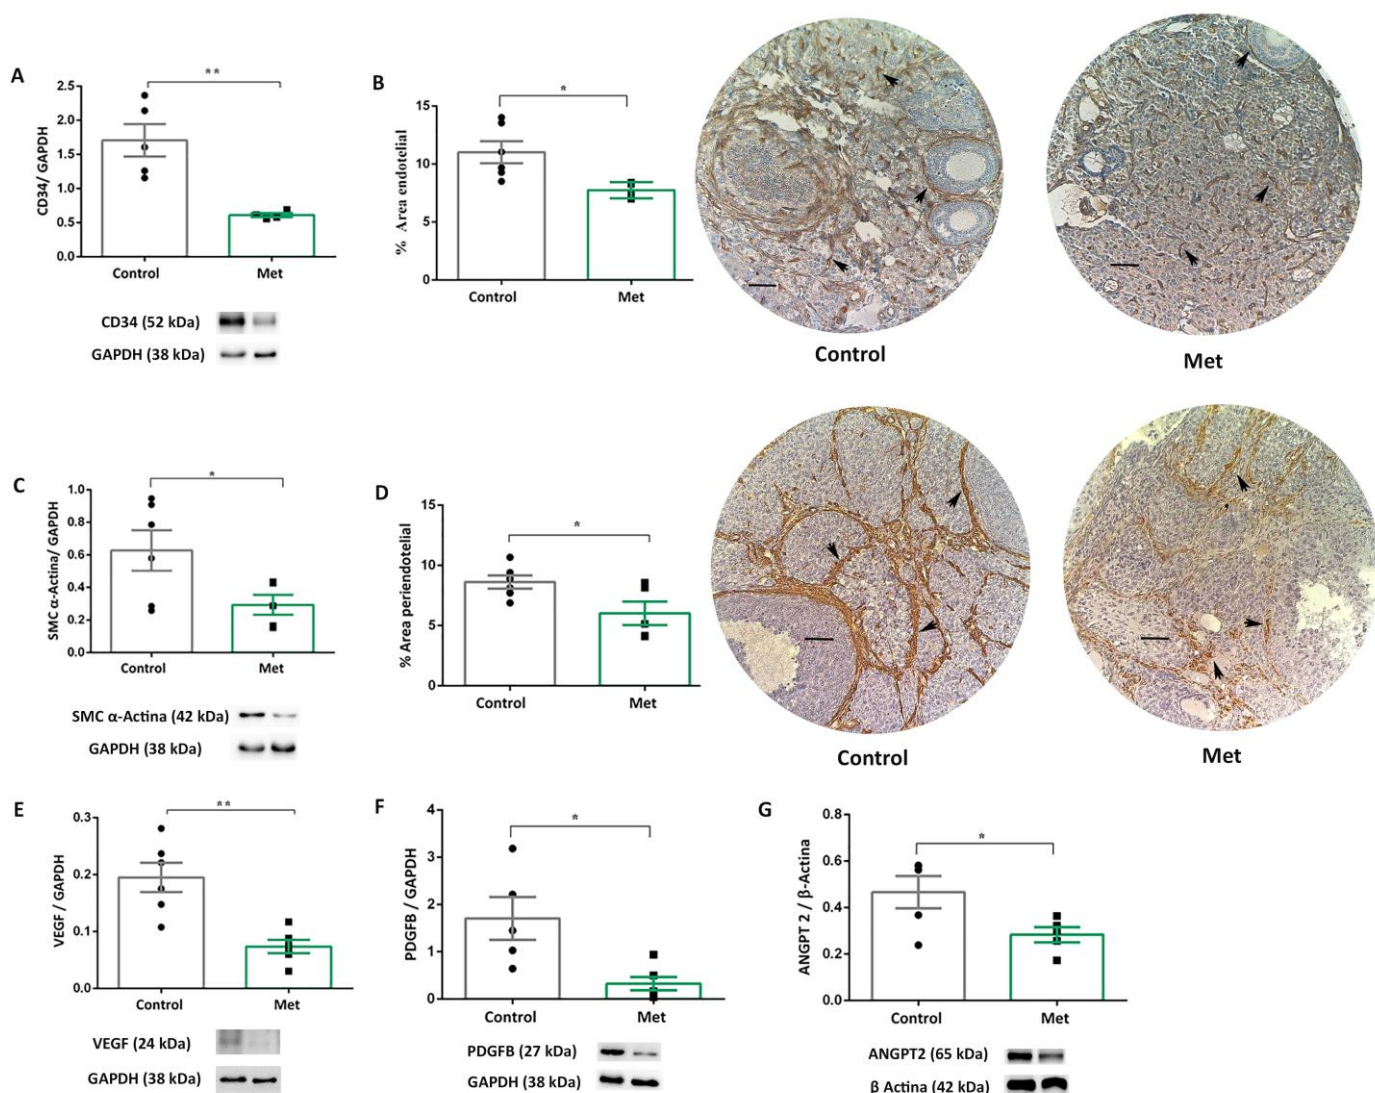 A
**
2.5
2.0
1.5
1.0
0.5
0.0
CD34/ GAPDH
Control
Met
CD34 (52 kDa)
GAPDH (38 kDa)
B
*
15
10
5
0
% Area endotelial
Control
Met
Control
Met
C
*
1.0
0.8
0.6
0.4
0.2
0.0
SMC α-Actina/ GAPDH
Control
Met
SMC α-Actina (42 kDa)
GAPDH (38 kDa)
D
*
15
10
5
0
% Area periendotelial
Control
Met
Control
Met
E
**
0.3
0.2
0.1
0.0
VEGF / GAPDH
Control
Met
VEGF (24 kDa)
GAPDH (38 kDa)
F
*
4
3
2
1
0
PDGFB / GAPDH
Control
Met
PDGFB (27 kDa)
GAPDH (38 kDa)
G
*
0.8
0.6
0.4
0.2
0.0
ANGPT 2 / β-Actina
Control
Met
ANGPT2 (65 kDa)
β Actina (42 kDa)